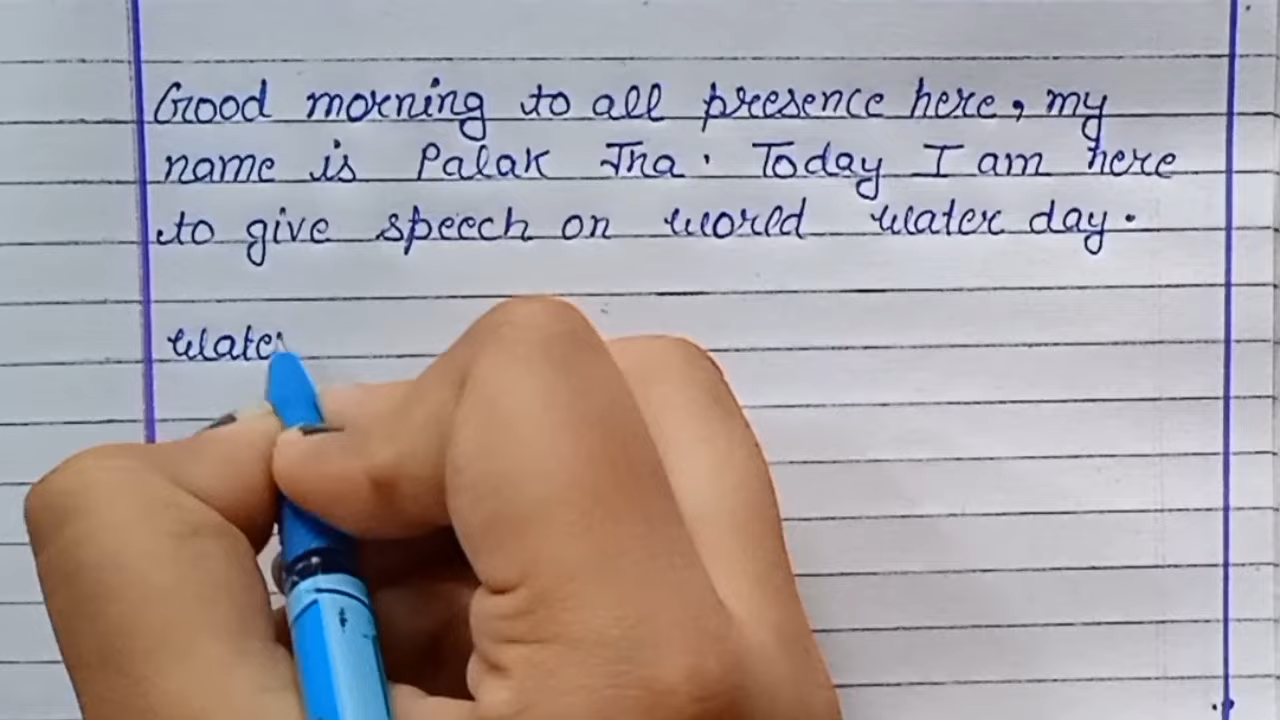 Good morning to all presence here, my
name is Palak Jha. Today I am here
to give speech on world water day.
Wate